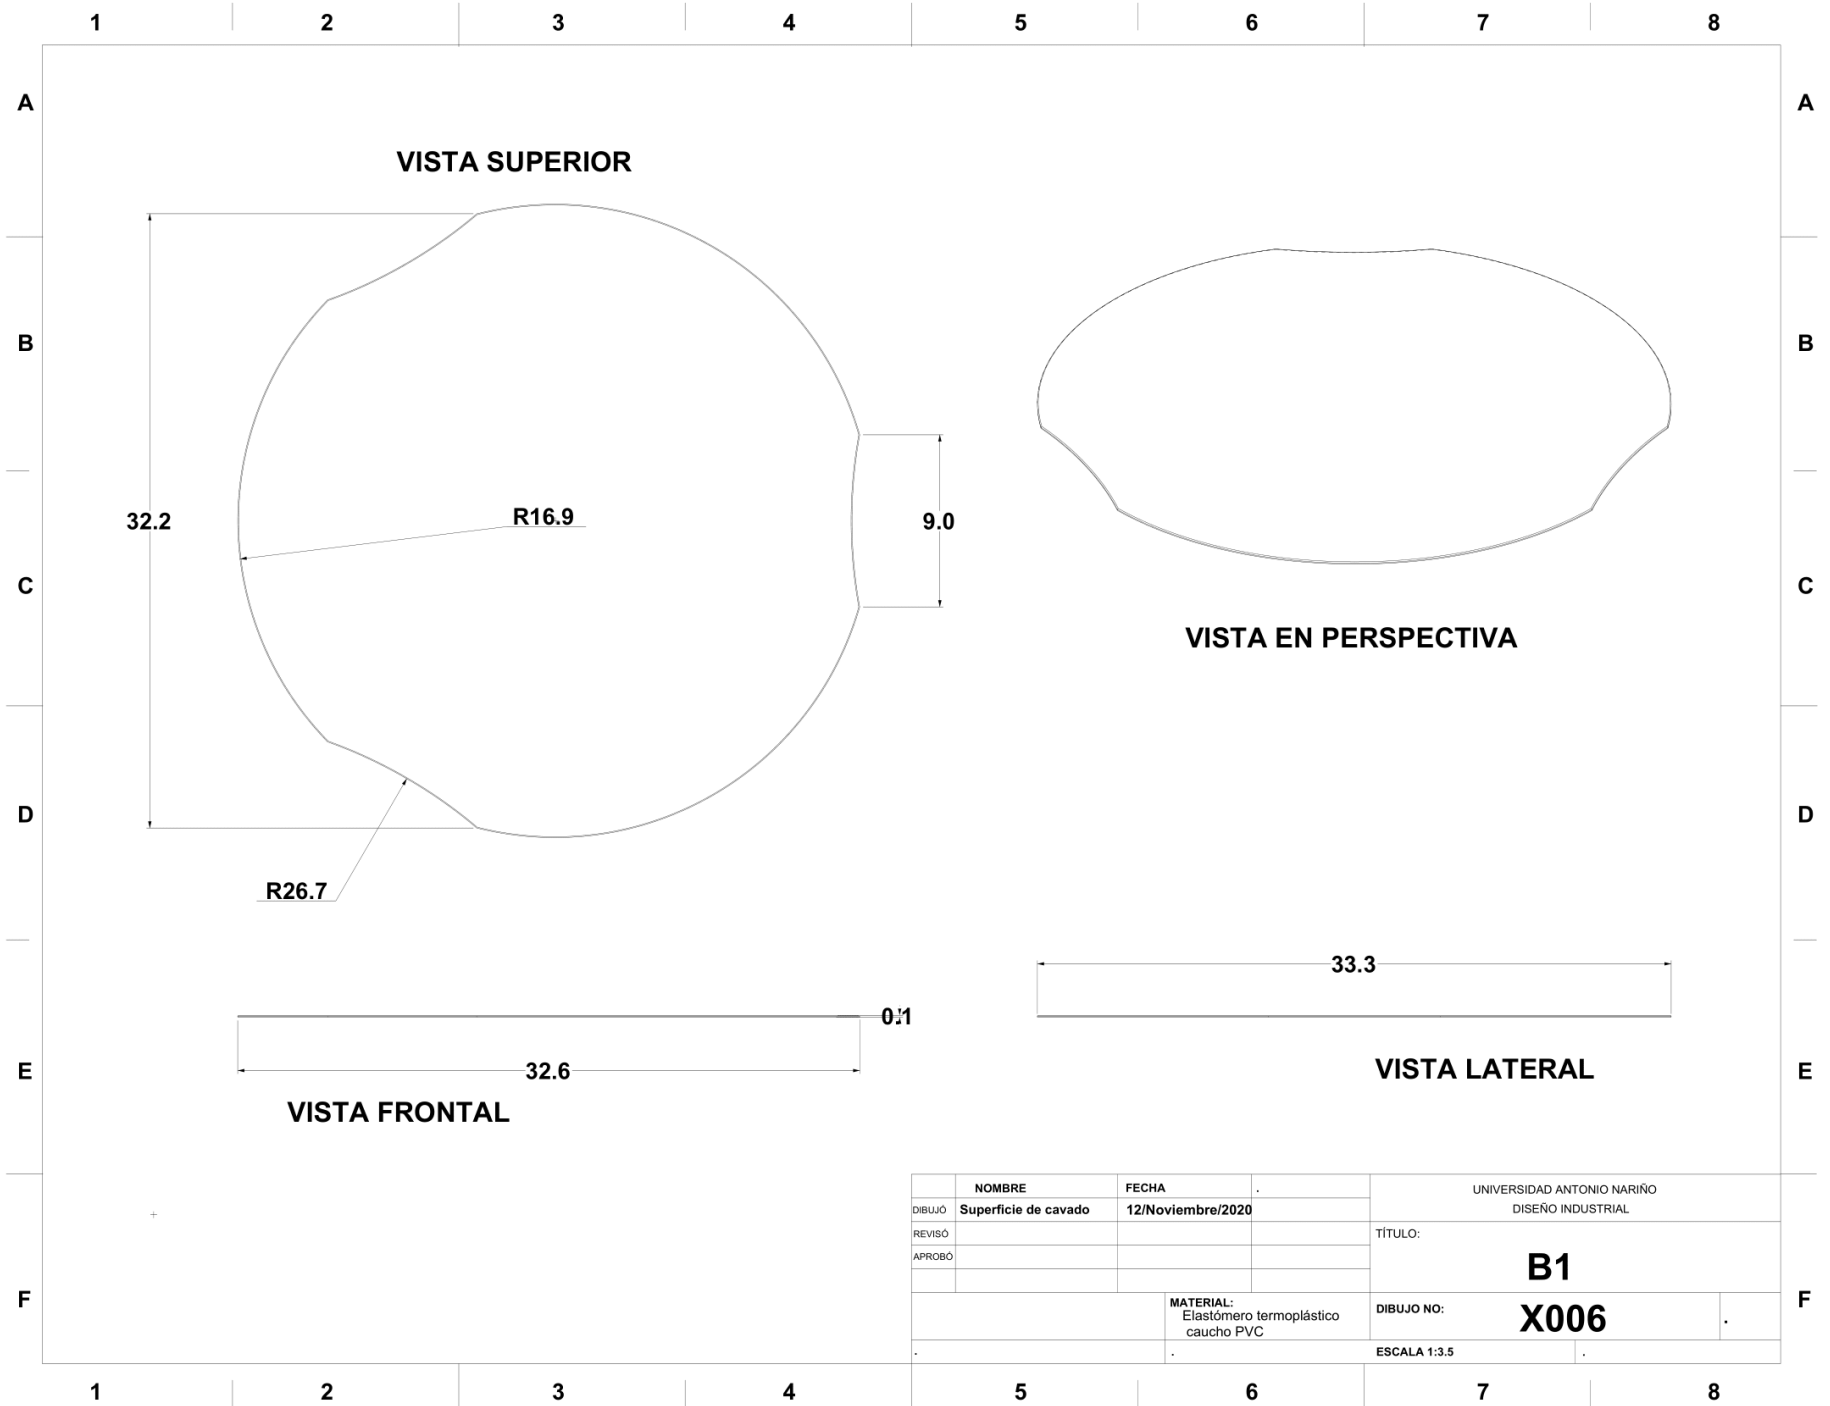 1 2 3 4 5 6 7 8
A A
VISTA SUPERIOR
B B
32.2
R16.9
9.0
C C
VISTA EN PERSPECTIVA
D D
R26.7
33.3
0.1
32.6
E E
VISTA LATERAL
VISTA FRONTAL
NOMBRE FECHA .
UNIVERSIDAD ANTONIO NARIÑO
DISEÑO INDUSTRIAL
DIBUJÓ Superficie de cavado 12/Noviembre/2020
REVISÓ
TÍTULO:
APROBÓ
B1
F F
MATERIAL:
Elastómero termoplástico
caucho PVC
DIBUJO NO:
X006
.
. .
ESCALA 1:3.5
.
1 2 3 4 5 6 7 8